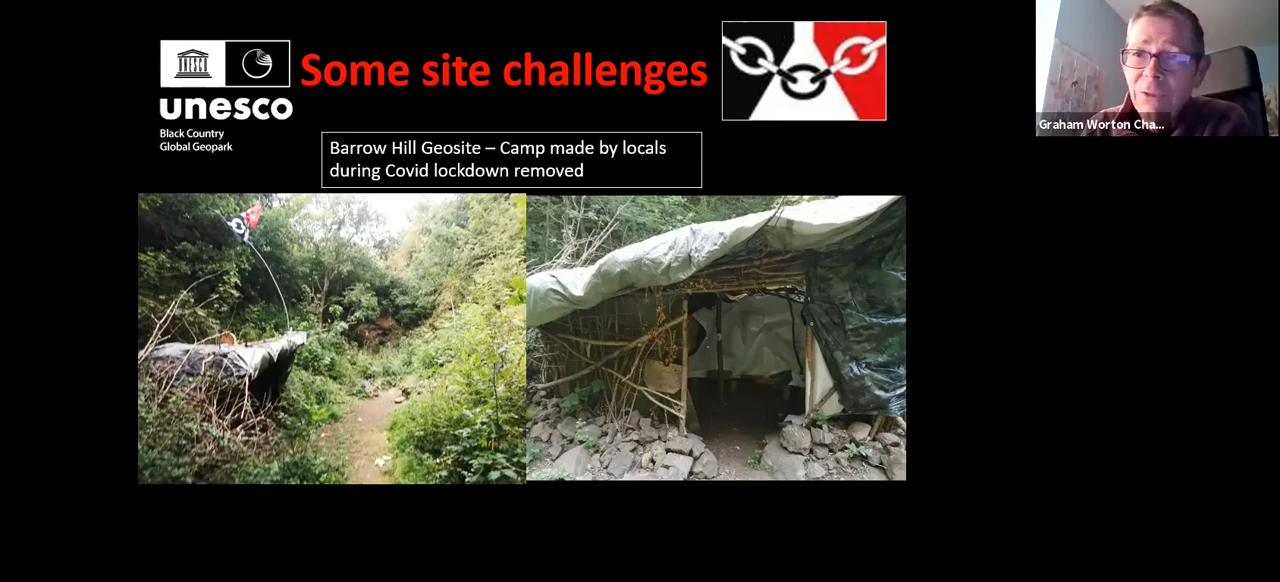 Some site challenges
unesco
Black Country
Global Geopark
Barrow Hill Geosite – Camp made by locals
during Covid lockdown removed
Graham Worton Cha...